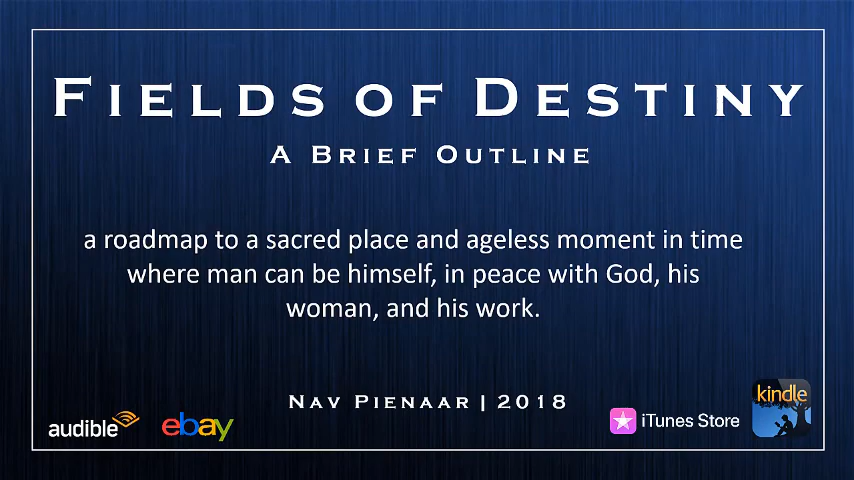 Fields of Destiny
A Brief Outline
a roadmap to a sacred place and ageless moment in time
where man can be himself, in peace with God, his
woman, and his work.
Nav Pienaar | 2018
audible
ebay
iTunes Store
kindle